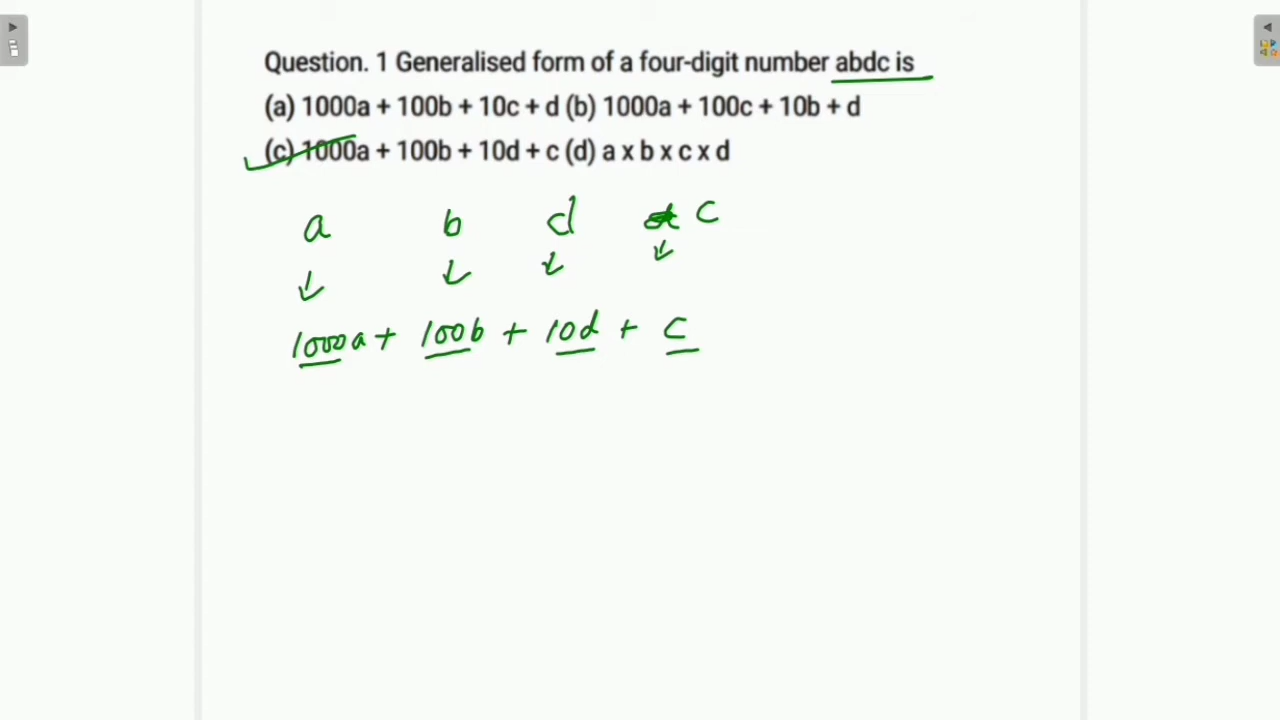 Question. 1 Generalised form of a four-digit number abdc is
(a) 1000a + 100b + 10c + d (b) 1000a + 100c + 10b + d
(c) 1000a + 100b + 10d + c (d) a x b x c x d
a b d c
1000a + 100b + 10d + c